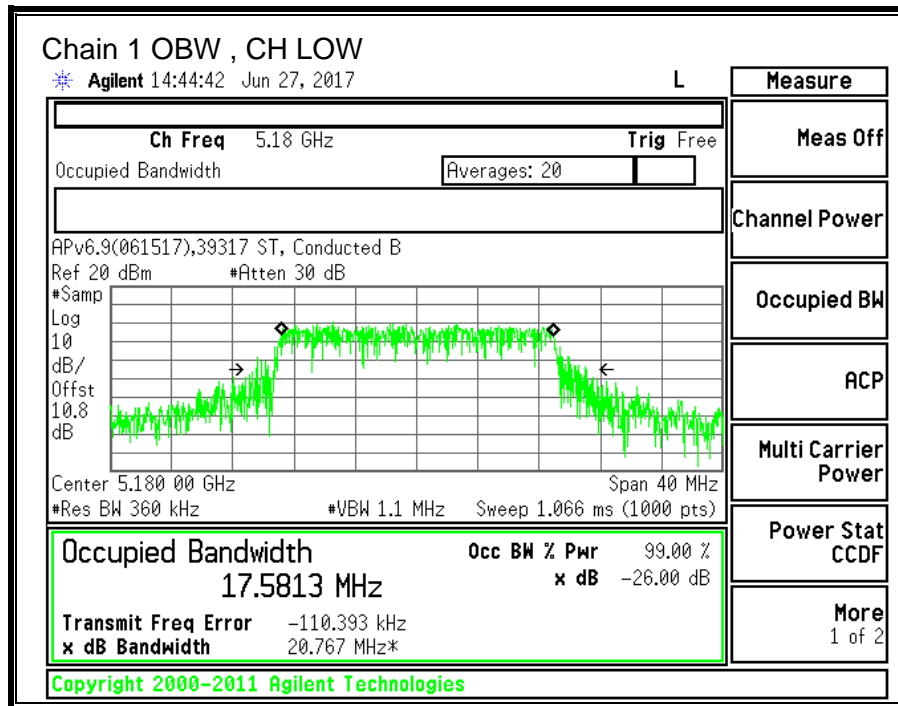 Chain 1 OBW , CH LOW
Agilent 14:44:42 Jun 27, 2017 L
Ch Freq 5.18 GHz Trig Free
Occupied Bandwidth Averages: 20
APv6.9(061517),39317 ST, Conducted B
Ref 20 dBm #Atten 30 dB
#Samp
Log
10
dB/
Offst
10.8
dB
Center 5.180 00 GHz Span 40 MHz
#Res BW 360 kHz #VBW 1.1 MHz Sweep 1.066 ms (1000 pts)
Occupied Bandwidth Occ BW % Pwr 99.00 %
17.5813 MHz x dB -26.00 dB
Transmit Freq Error -110.393 kHz
x dB Bandwidth 20.767 MHz*
Copyright 2000-2011 Agilent Technologies
Measure
Meas Off
Channel Power
Occupied BW
ACP
Multi Carrier
Power
Power Stat
CCDF
More
1 of 2